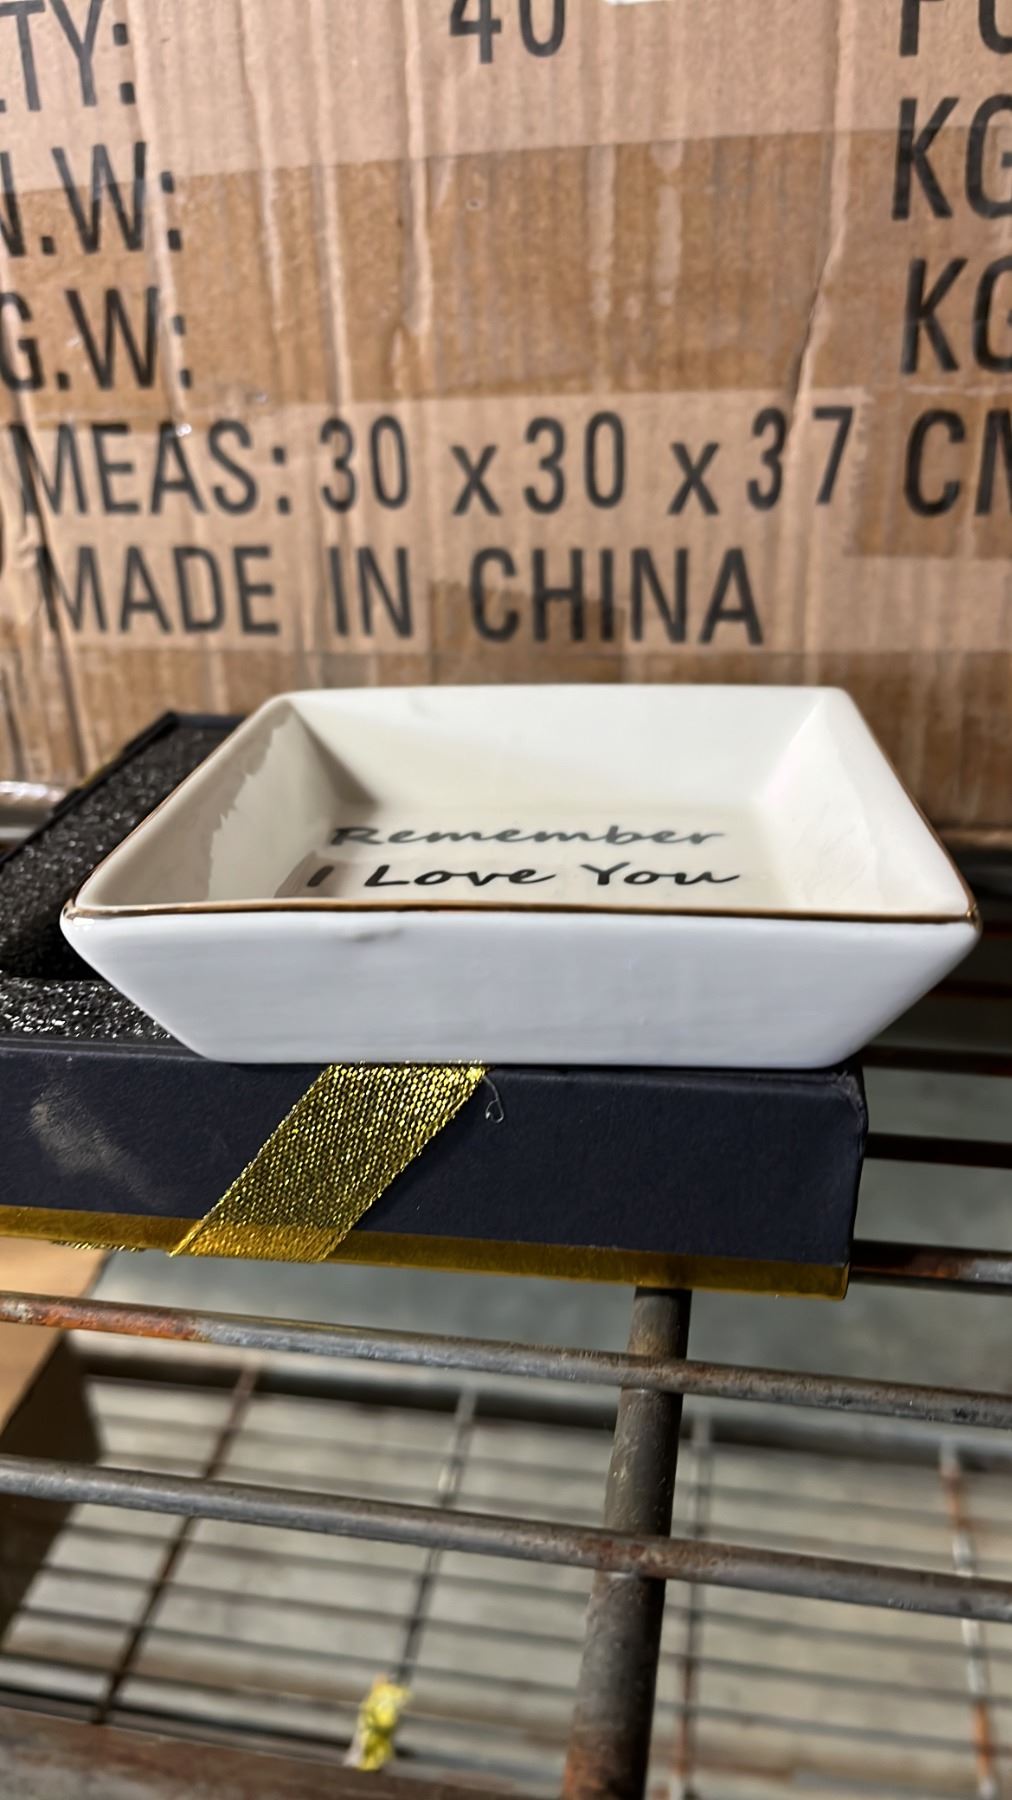 TY: 40
N.W: KG
G.W: KG
MEAS: 30 x 30 x 37 CM
MADE IN CHINA
Remember
I Love You